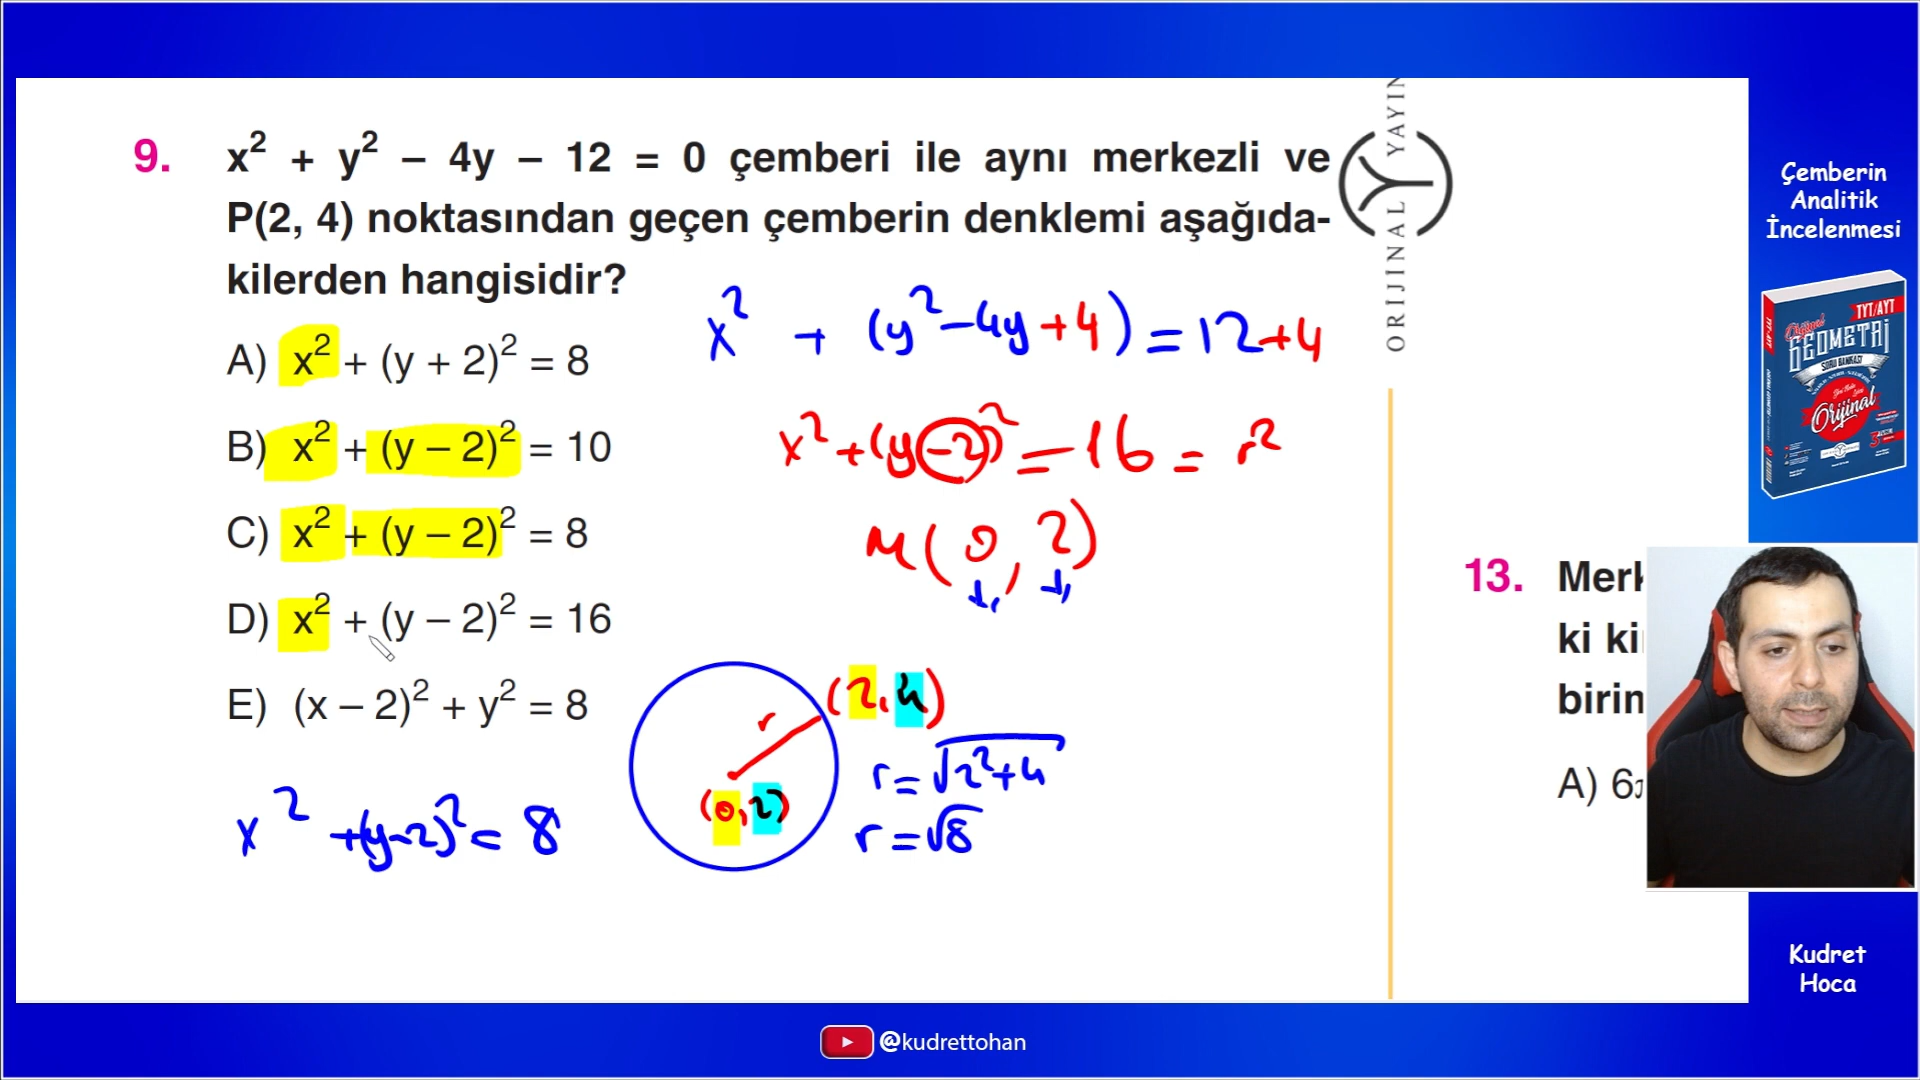 9. x² + y² – 4y – 12 = 0 çemberi ile aynı merkezli ve
P(2, 4) noktasından geçen çemberin denklemi aşağıda-
kilerden hangisidir?
A) x² + (y + 2)² = 8
B) x² + (y – 2)² = 10
C) x² + (y – 2)² = 8
D) x² + (y – 2)² = 16
E) (x – 2)² + y² = 8
x² + (y² – 4y + 4) = 12 + 4
x² + (y – 2)² = 16 = r²
M(0, 2)
(2, 4)
r
(0, 2)
r = √2² + 4
r = √8
x² + (y – 2)² = 8
ORİJİNAL YAYIN
13. Merk
ki ki
birim
A) 6
Çemberin
Analitik
İncelenmesi
TYT/AYT
Orijinal
GEOMETRİ
SORU BANKASI
Orijinal
Kudret
Hoca
@kudrettohan